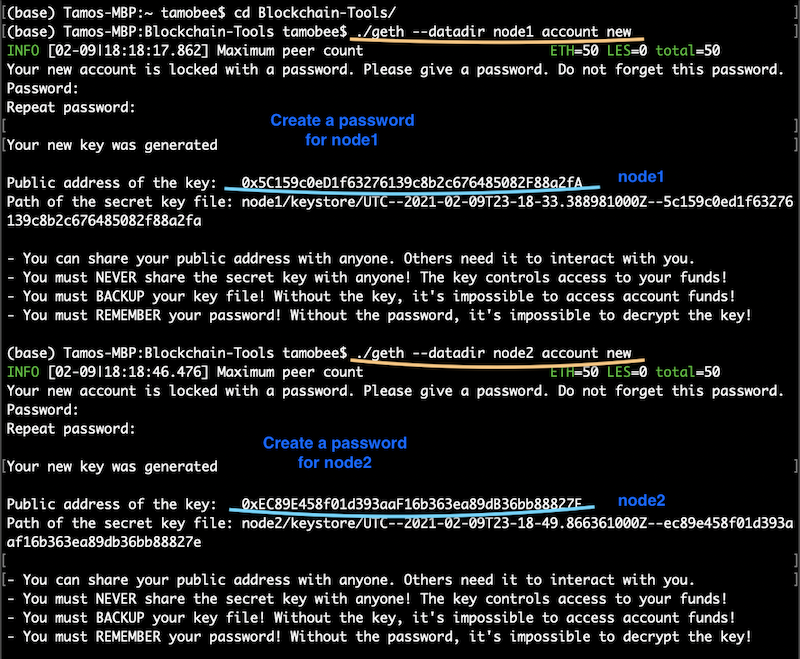 (base) Tamos-MBP:~ tamobee$ cd Blockchain-Tools/
(base) Tamos-MBP:Blockchain-Tools tamobee$ ./geth --datadir node1 account new
INFO [02-09|18:18:17.862] Maximum peer count ETH=50 LES=0 total=50
Your new account is locked with a password. Please give a password. Do not forget this password.
Password:
Repeat password:
Create a password
for node1
Your new key was generated
Public address of the key: 0x5C159c0eD1f63276139c8b2c676485082F88a2fA node1
Path of the secret key file: node1/keystore/UTC--2021-02-09T23-18-33.388981000Z--5c159c0ed1f63276
139c8b2c676485082f88a2fa
- You can share your public address with anyone. Others need it to interact with you.
- You must NEVER share the secret key with anyone! The key controls access to your funds!
- You must BACKUP your key file! Without the key, it's impossible to access account funds!
- You must REMEMBER your password! Without the password, it's impossible to decrypt the key!
(base) Tamos-MBP:Blockchain-Tools tamobee$ ./geth --datadir node2 account new
INFO [02-09|18:18:46.476] Maximum peer count ETH=50 LES=0 total=50
Your new account is locked with a password. Please give a password. Do not forget this password.
Password:
Repeat password:
Create a password
for node2
Your new key was generated
Public address of the key: 0xEC89E458f01d393aaF16b363ea89dB36bb88827E node2
Path of the secret key file: node2/keystore/UTC--2021-02-09T23-18-49.866361000Z--ec89e458f01d393a
af16b363ea89db36bb88827e
- You can share your public address with anyone. Others need it to interact with you.
- You must NEVER share the secret key with anyone! The key controls access to your funds!
- You must BACKUP your key file! Without the key, it's impossible to access account funds!
- You must REMEMBER your password! Without the password, it's impossible to decrypt the key!